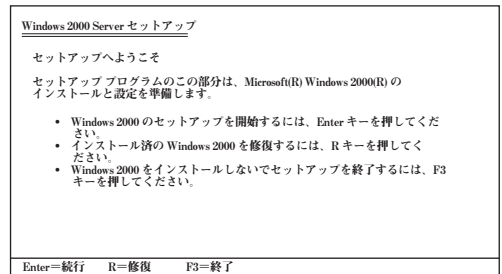 Windows 2000 Server セットアップ
セットアップへようこそ
セットアップ プログラムのこの部分は、Microsoft(R) Windows 2000(R) の
インストールと設定を準備します。
• Windows 2000 のセットアップを開始するには、Enter キーを押してくだ
さい。
• インストール済の Windows 2000 を修復するには、R キーを押してく
ださい。
• Windows 2000 をインストールしないでセットアップを終了するには、F3
キーを押してください。
Enter＝続行 R＝修復 F3＝終了